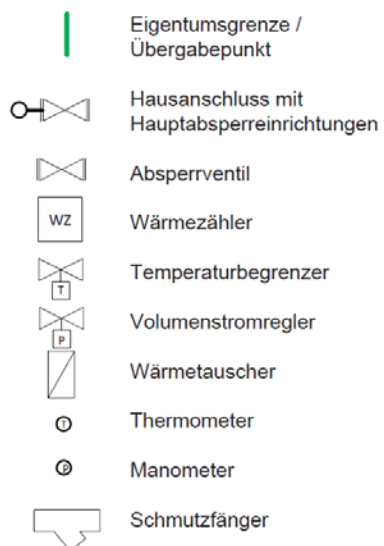 Eigentumsgrenze /
Übergabepunkt
Hausanschluss mit
Hauptabsperreinrichtungen
Absperrventil
WZ Wärmezähler
Temperaturbegrenzer
T
Volumenstromregler
P
Wärmetauscher
T Thermometer
P Manometer
Schmutzfänger